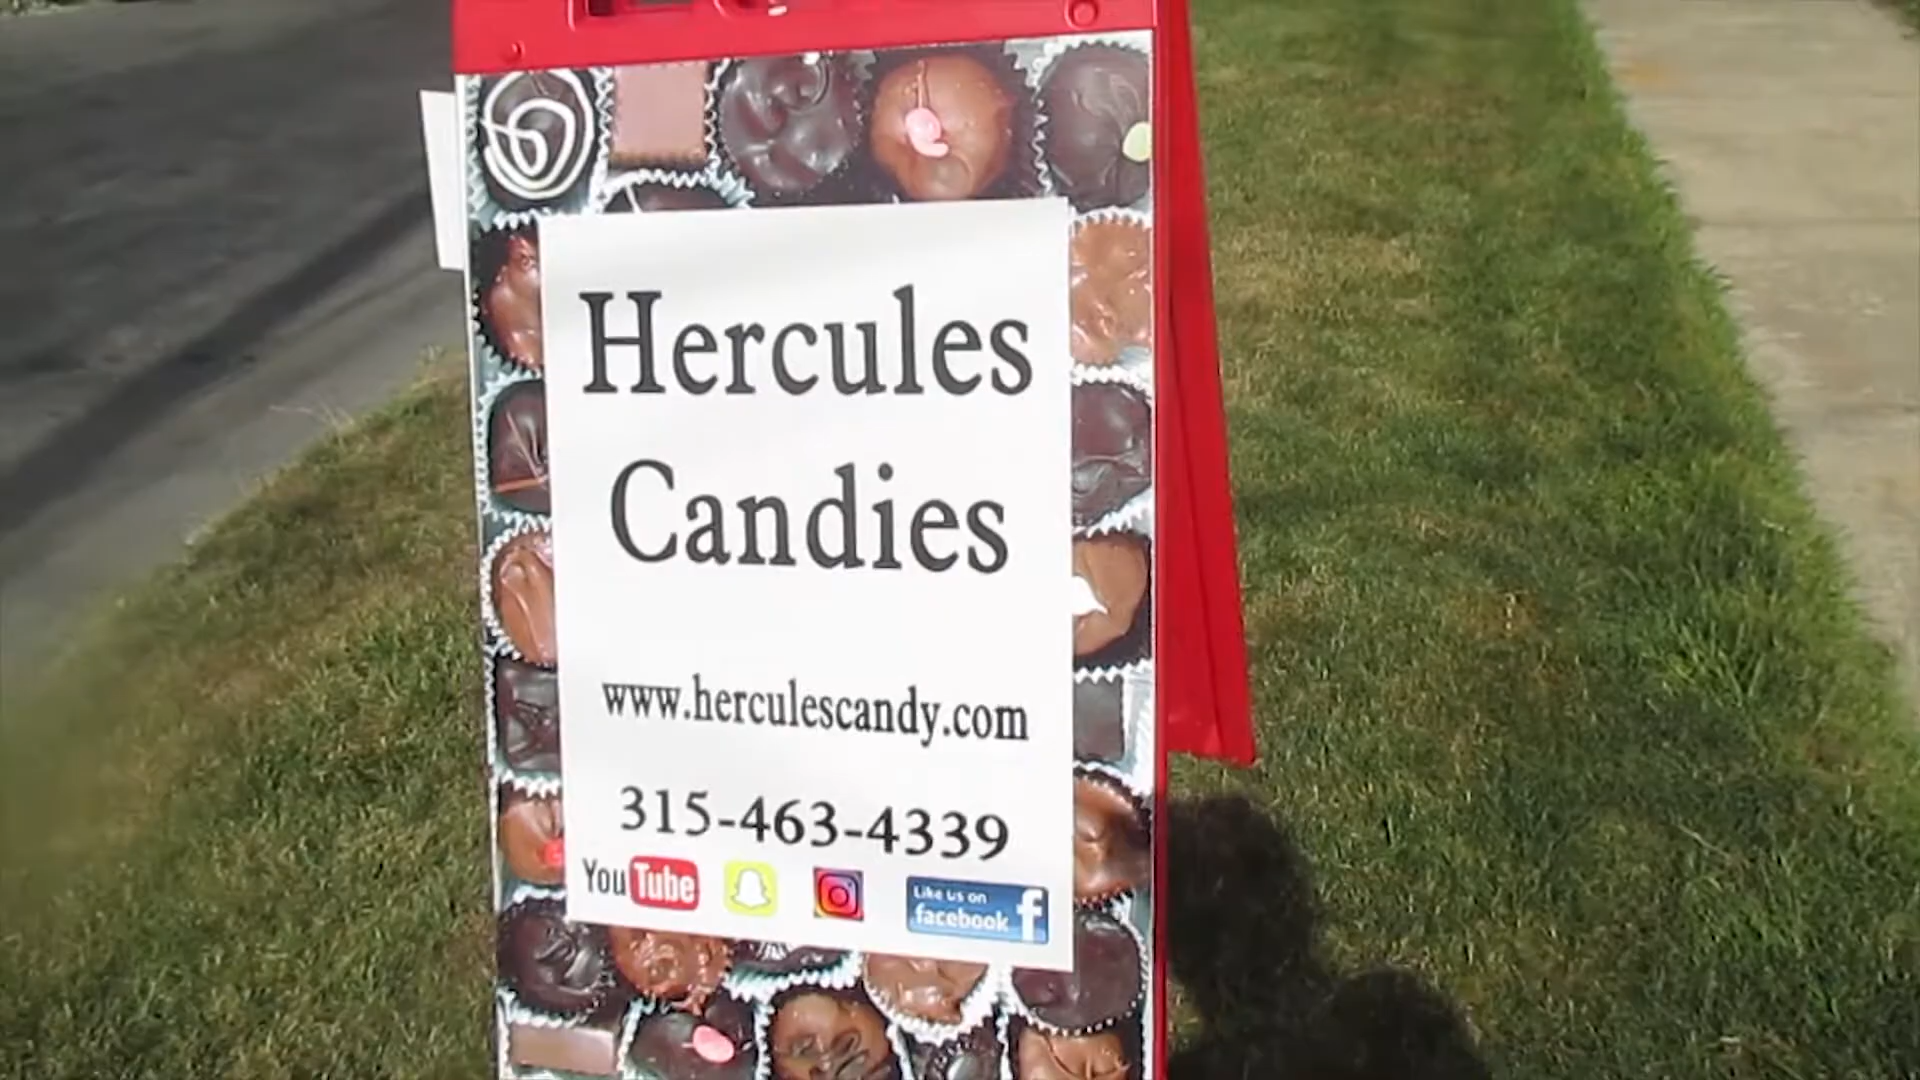 Hercules
Candies
www.herculescandy.com
315-463-4339
YouTube
Like us on
facebook f